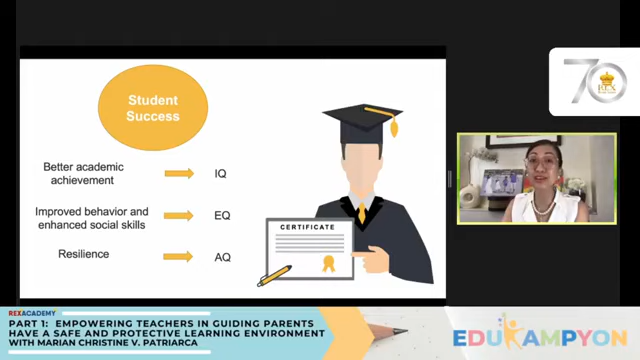 Student
Success
Better academic
achievement
IQ
Improved behavior and
enhanced social skills
EQ
Resilience
AQ
CERTIFICATE
70
REX
REXACADEMY
PART 1: EMPOWERING TEACHERS IN GUIDING PARENTS
HAVE A SAFE AND PROTECTIVE LEARNING ENVIRONMENT
WITH MARIAN CHRISTINE V. PATRIARCA
EDUKAMPYON